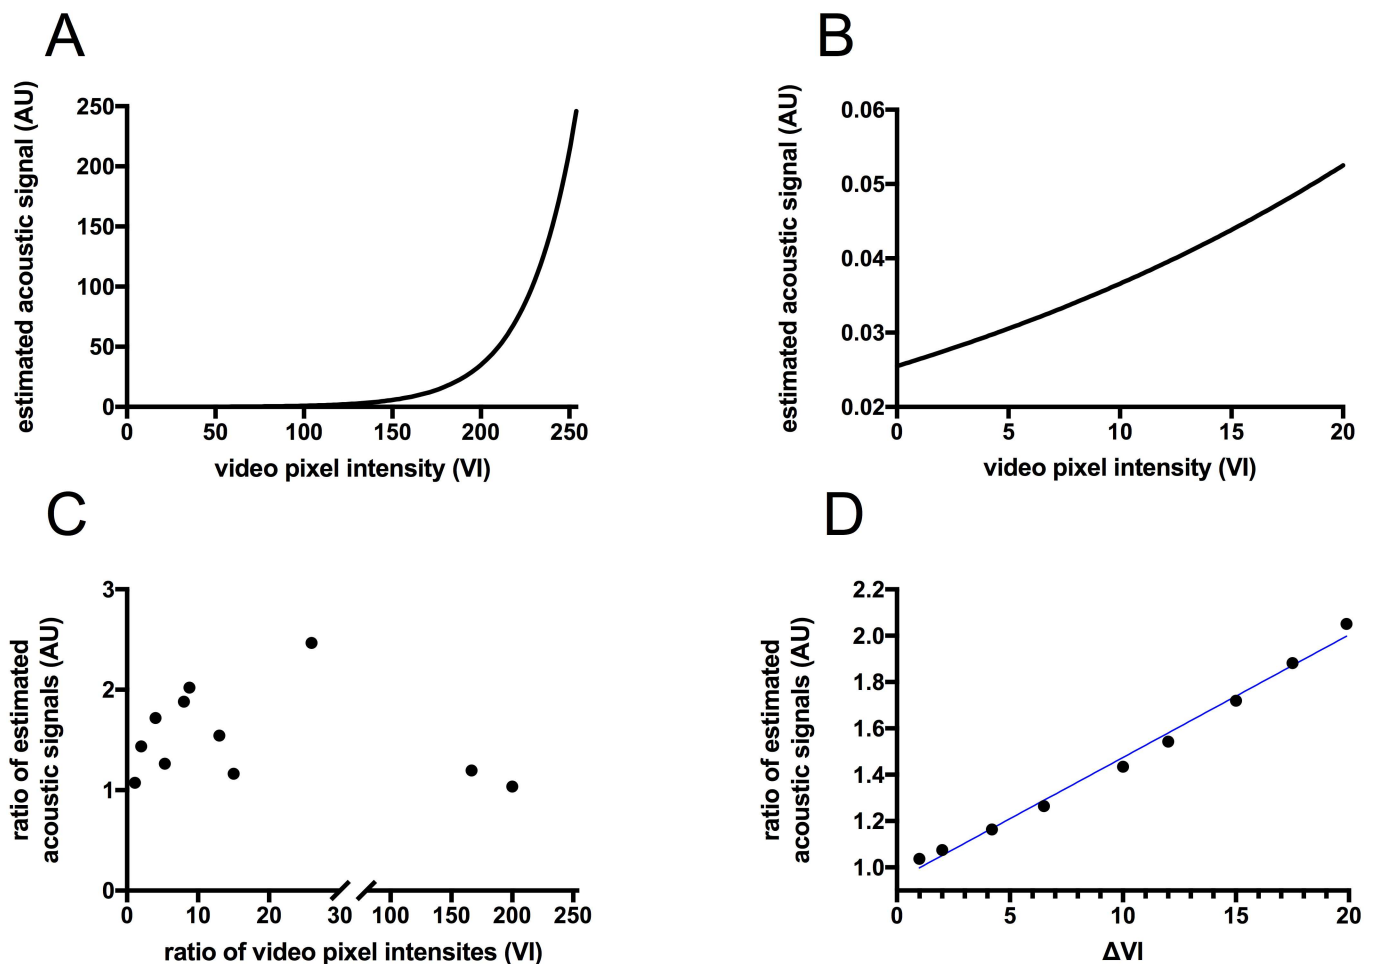 A
estimated acoustic signal (AU)
250
200
150
100
50
0
0 50 100 150 200 250
video pixel intensity (VI)
B
estimated acoustic signal (AU)
0.06
0.05
0.04
0.03
0.02
0 5 10 15 20
video pixel intensity (VI)
C
ratio of estimated
acoustic signals (AU)
3
2
1
0
0 10 20 30 100 150 200 250
ratio of video pixel intensites (VI)
D
ratio of estimated
acoustic signals (AU)
2.2
2.0
1.8
1.6
1.4
1.2
1.0
0 5 10 15 20
ΔVI